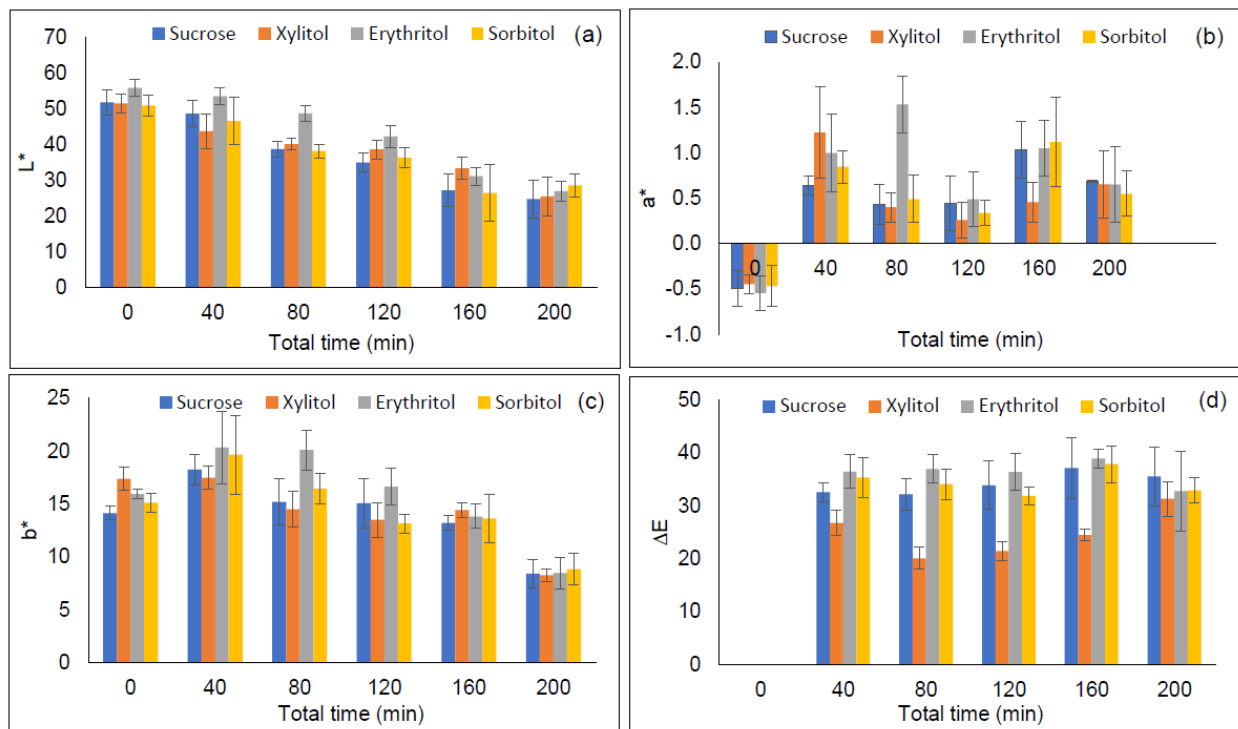 Sucrose Xylitol Erythritol Sorbitol (a)
70
60
50
40
30
20
10
0
L*
0 40 80 120 160 200
Total time (min)
Sucrose Xylitol Erythritol Sorbitol (b)
2.0
1.5
1.0
0.5
0.0
-0.5
-1.0
a*
0 40 80 120 160 200
Total time (min)
Sucrose Xylitol Erythritol Sorbitol (c)
25
20
15
10
5
0
b*
0 40 80 120 160 200
Total time (min)
Sucrose Xylitol Erythritol Sorbitol (d)
50
40
30
20
10
0
ΔE
0 40 80 120 160 200
Total time (min)